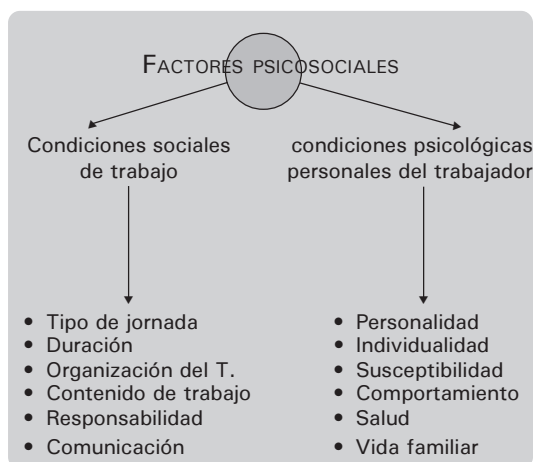 FACTORES PSICOSOCIALES
Condiciones sociales
de trabajo
condiciones psicológicas
personales del trabajador
• Tipo de jornada
• Duración
• Organización del T.
• Contenido de trabajo
• Responsabilidad
• Comunicación
• Personalidad
• Individualidad
• Susceptibilidad
• Comportamiento
• Salud
• Vida familiar